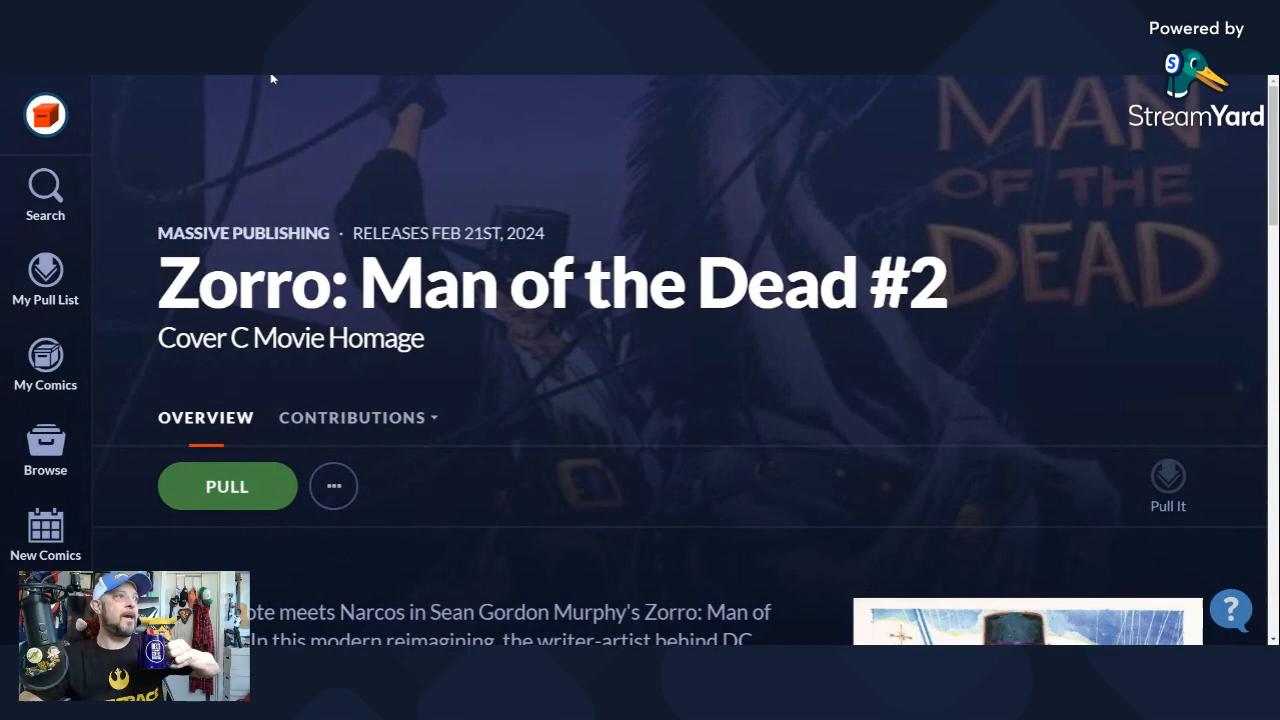 Powered by
StreamYard
MAN
OF THE
DEAD
Search
My Pull List
My Comics
Browse
New Comics
MASSIVE PUBLISHING · RELEASES FEB 21ST, 2024
Zorro: Man of the Dead #2
Cover C Movie Homage
OVERVIEW CONTRIBUTIONS
PULL
Pull It
ote meets Narcos in Sean Gordon Murphy's Zorro: Man of
In this modern reimagining, the writer-artist behind DC
?